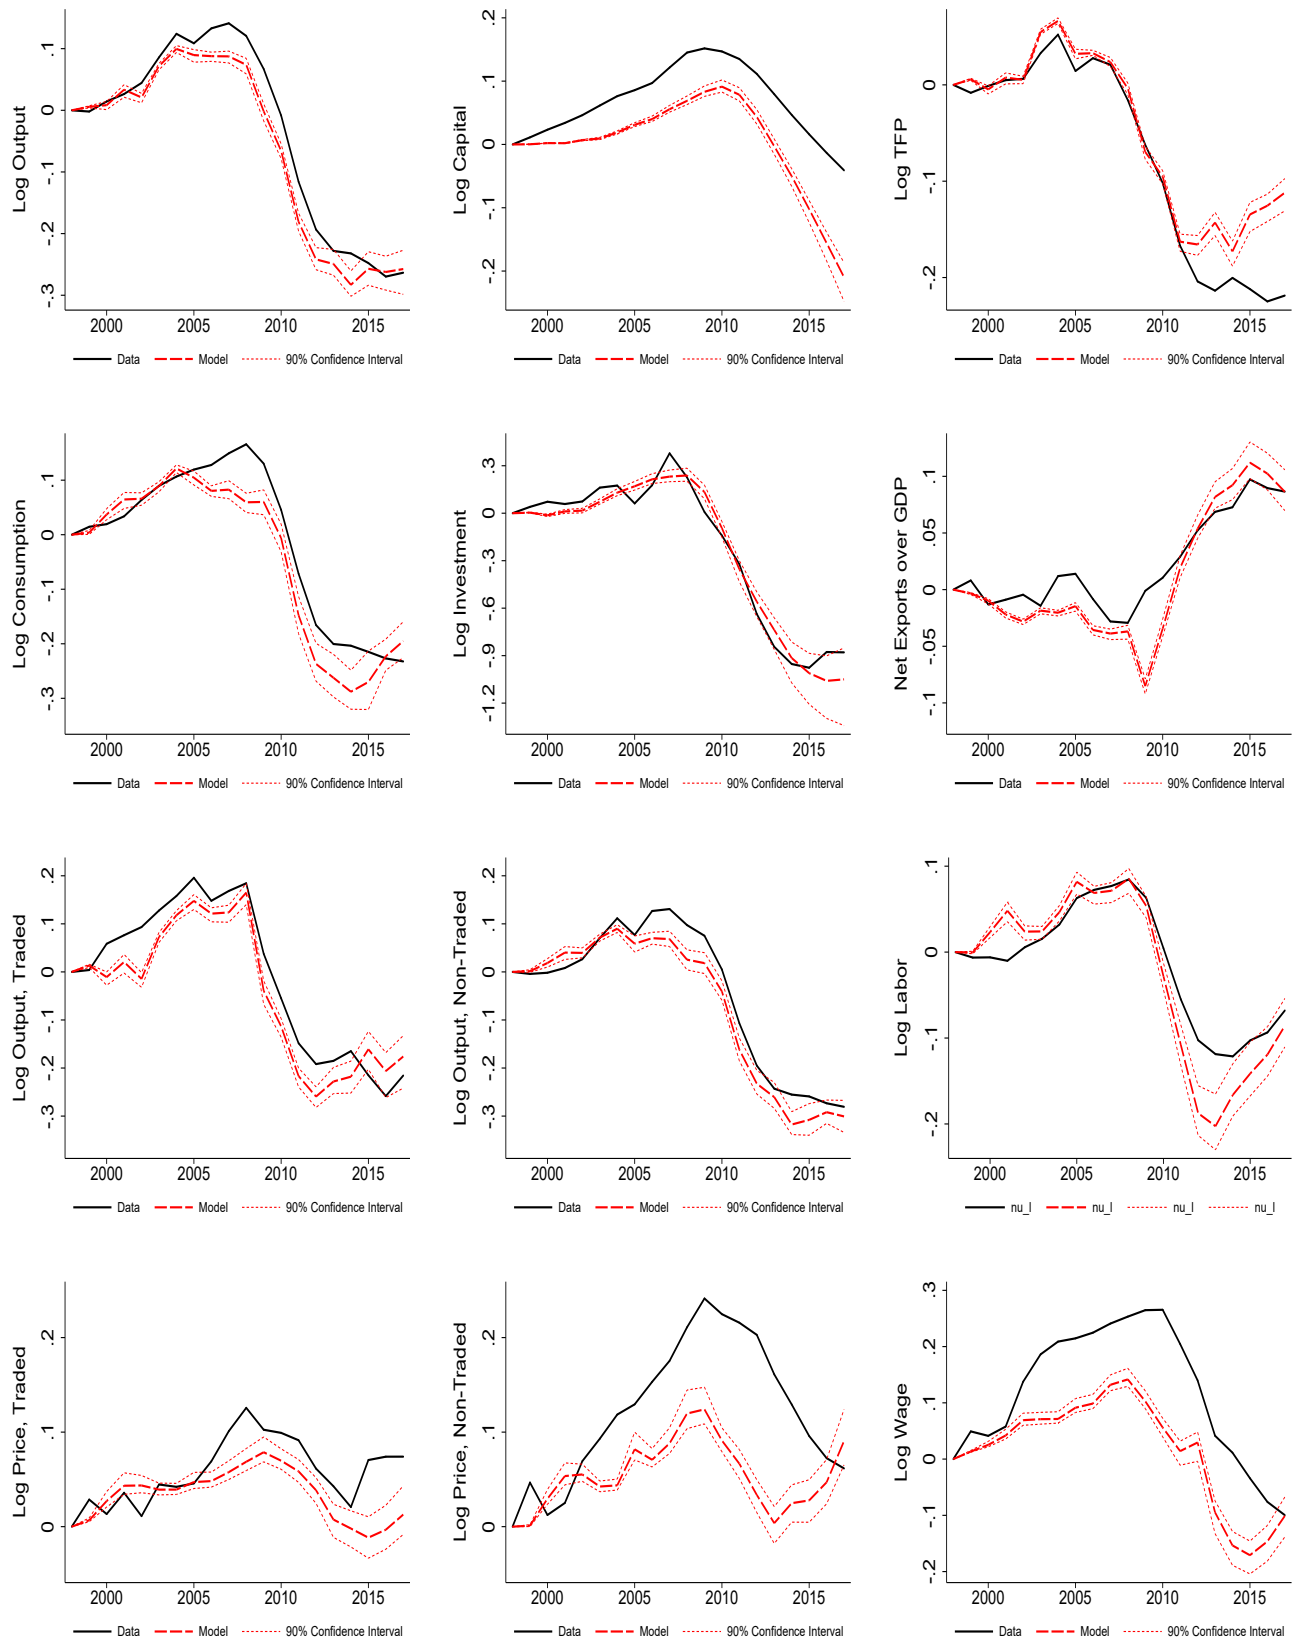 Log Output
.1
0
-.1
-.2
-.3
2000 2005 2010 2015
Data Model 90% Confidence Interval
Log Capital
.2
.1
0
-.1
-.2
2000 2005 2010 2015
Data Model 90% Confidence Interval
Log TFP
0
-.1
-.2
2000 2005 2010 2015
Data Model 90% Confidence Interval
Log Consumption
.1
0
-.1
-.2
-.3
2000 2005 2010 2015
Data Model 90% Confidence Interval
Log Investment
.3
0
-.3
-.6
-.9
-1.2
2000 2005 2010 2015
Data Model 90% Confidence Interval
Net Exports over GDP
.1
.05
0
-.05
-.1
2000 2005 2010 2015
Data Model 90% Confidence Interval
Log Output, Traded
.2
.1
0
-.1
-.2
-.3
2000 2005 2010 2015
Data Model 90% Confidence Interval
Log Output, Non-Traded
.2
.1
0
-.1
-.2
-.3
2000 2005 2010 2015
Data Model 90% Confidence Interval
Log Labor
.1
0
-.1
-.2
2000 2005 2010 2015
nu_l nu_l nu_l nu_l
Log Price, Traded
.2
.1
0
2000 2005 2010 2015
Data Model 90% Confidence Interval
Log Price, Non-Traded
.2
.1
0
2000 2005 2010 2015
Data Model 90% Confidence Interval
Log Wage
.3
.2
.1
0
-.1
-.2
2000 2005 2010 2015
Data Model 90% Confidence Interval